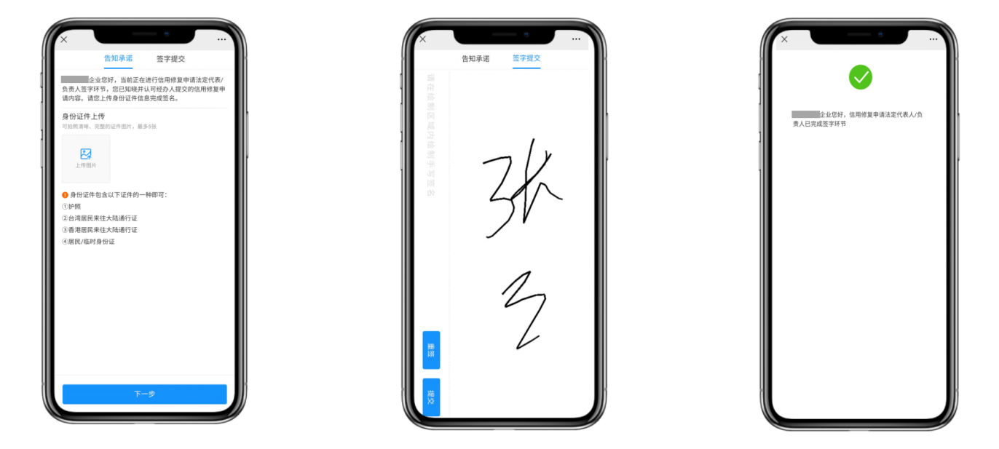 告知承诺 签字提交
企业您好，当前正在进行信用修复申请法定代表/
负责人签字环节，您已知晓并认可经办人提交的信用修复申
请内容。请您上传身份证件信息完成签名。
身份证件上传
可拍照清晰、完整的证件图片，最多5张
上传图片
身份证件包含以下证件的一种即可：
①护照
②台湾居民来往大陆通行证
③香港居民来往大陆通行证
④居民/临时身份证
下一步
告知承诺 签字提交
请在绘制区域内绘制手写签名
张
重签
提交
企业您好，信用修复申请法定代表人/负
责人已完成签字环节